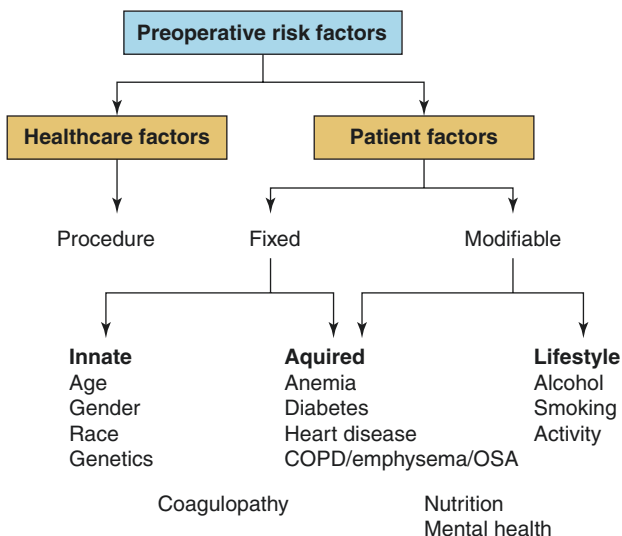 Preoperative risk factors
Healthcare factors
Patient factors
Procedure
Fixed
Modifiable
Innate
Age
Gender
Race
Genetics
Aquired
Anemia
Diabetes
Heart disease
COPD/emphysema/OSA
Lifestyle
Alcohol
Smoking
Activity
Coagulopathy
Nutrition
Mental health